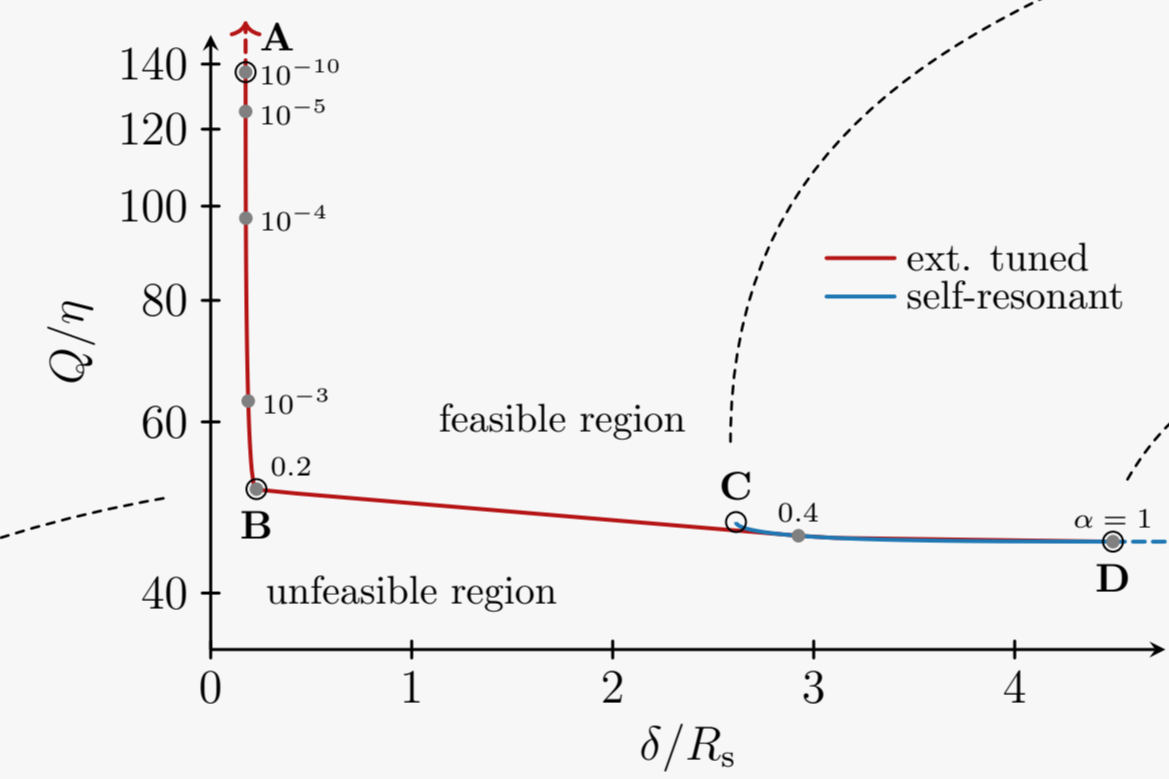 A
140
10⁻¹⁰
10⁻⁵
120
100
10⁻⁴
ext. tuned
80
self-resonant
Q/η
10⁻³
60
feasible region
0.2
C
0.4
α = 1
B
D
40
unfeasible region
0 1 2 3 4
δ/Rₛ